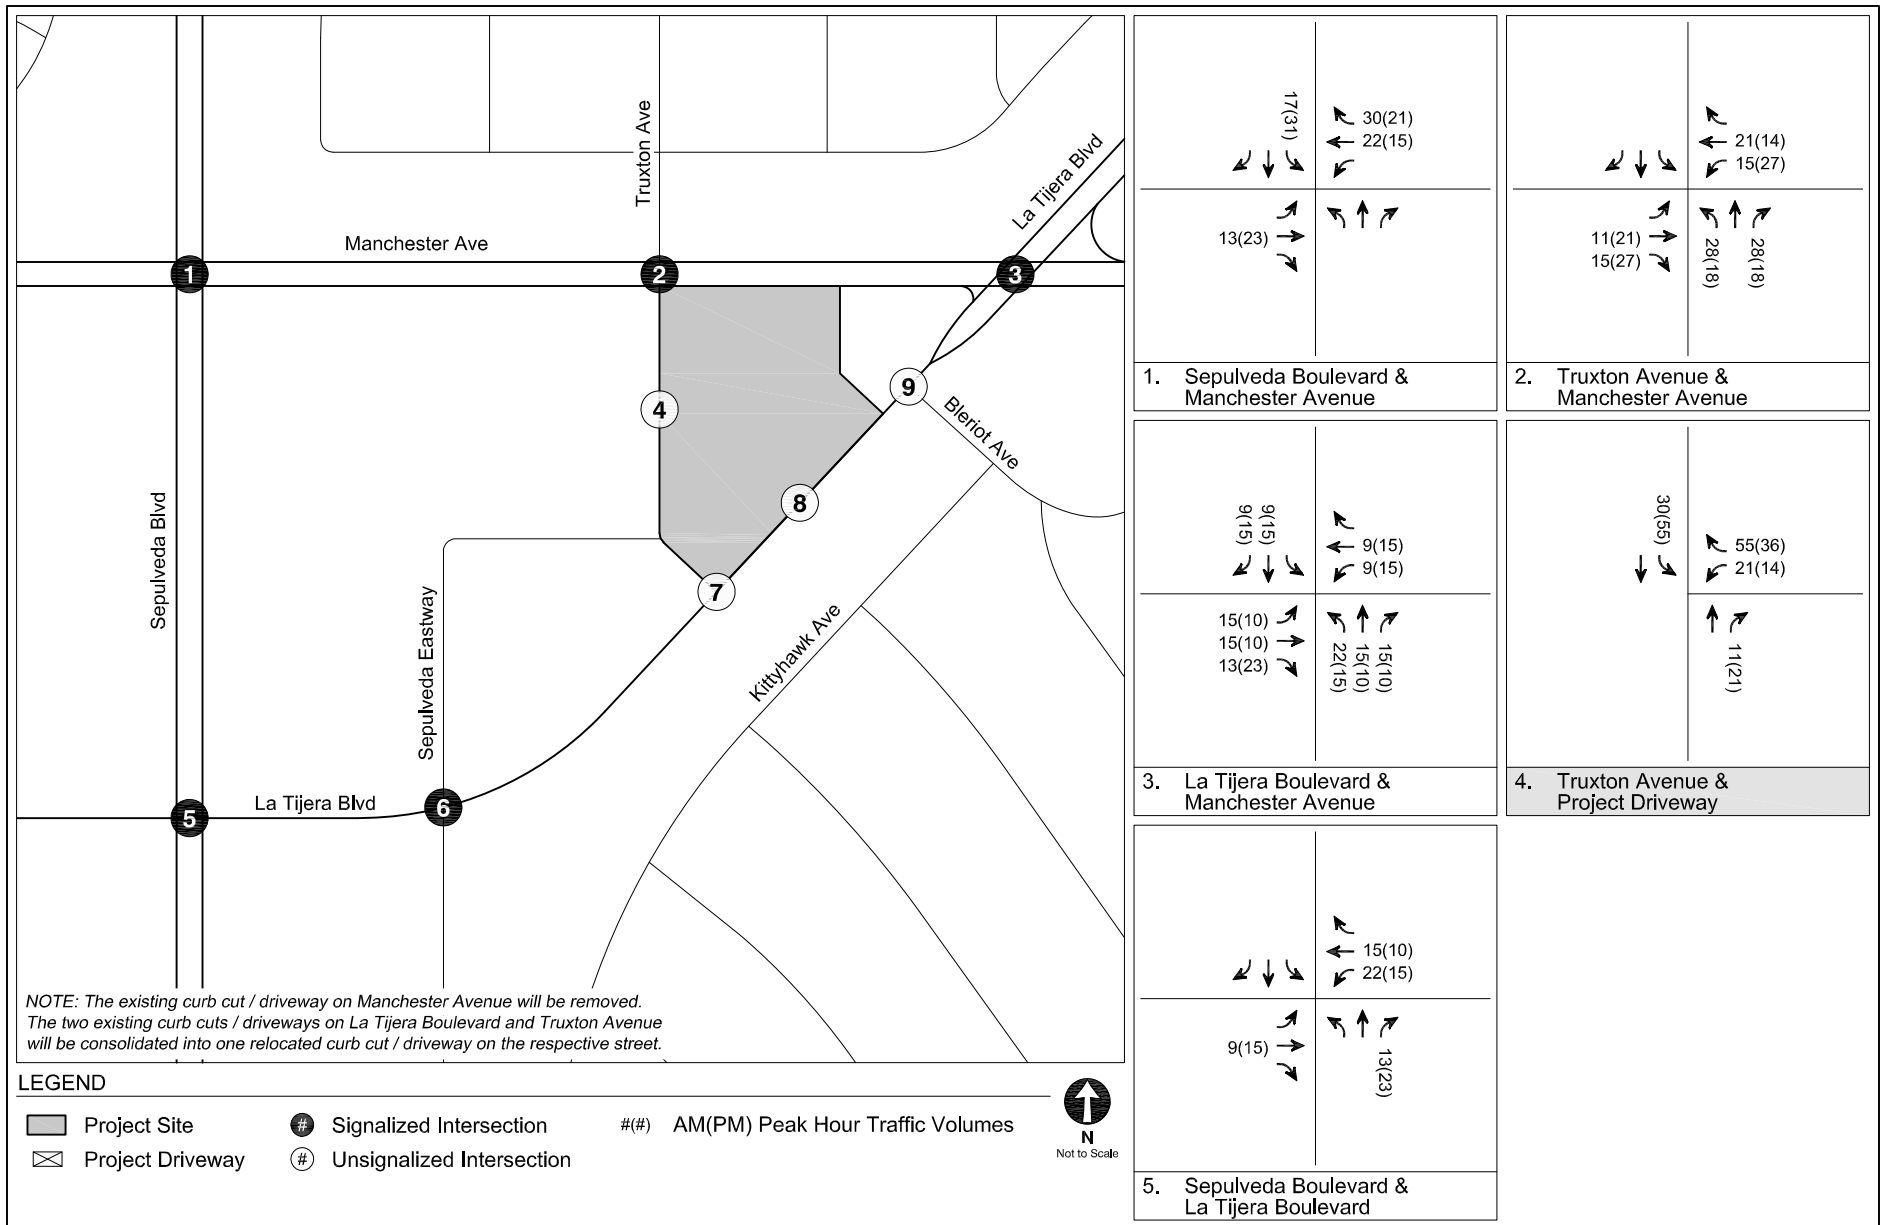 Truxton Ave
La Tijera Blvd
Manchester Ave
1
2
3
4
9
Bleriot Ave
8
Sepulveda Blvd
7
Sepulveda Eastway
Kittyhawk Ave
La Tijera Blvd
5
6
NOTE: The existing curb cut / driveway on Manchester Avenue will be removed.
The two existing curb cuts / driveways on La Tijera Boulevard and Truxton Avenue
will be consolidated into one relocated curb cut / driveway on the respective street.
LEGEND
Project Site
# Signalized Intersection
#(#) AM(PM) Peak Hour Traffic Volumes
Project Driveway
# Unsignalized Intersection
N
Not to Scale
17(31)
30(21)
22(15)
13(23)
1. Sepulveda Boulevard &
Manchester Avenue
21(14)
15(27)
11(21)
15(27)
28(18)
28(18)
2. Truxton Avenue &
Manchester Avenue
9(15)
9(15)
9(15)
9(15)
15(10)
15(10)
13(23)
22(15)
15(10)
15(10)
3. La Tijera Boulevard &
Manchester Avenue
30(55)
55(36)
21(14)
11(21)
4. Truxton Avenue &
Project Driveway
15(10)
22(15)
9(15)
13(23)
5. Sepulveda Boulevard &
La Tijera Boulevard